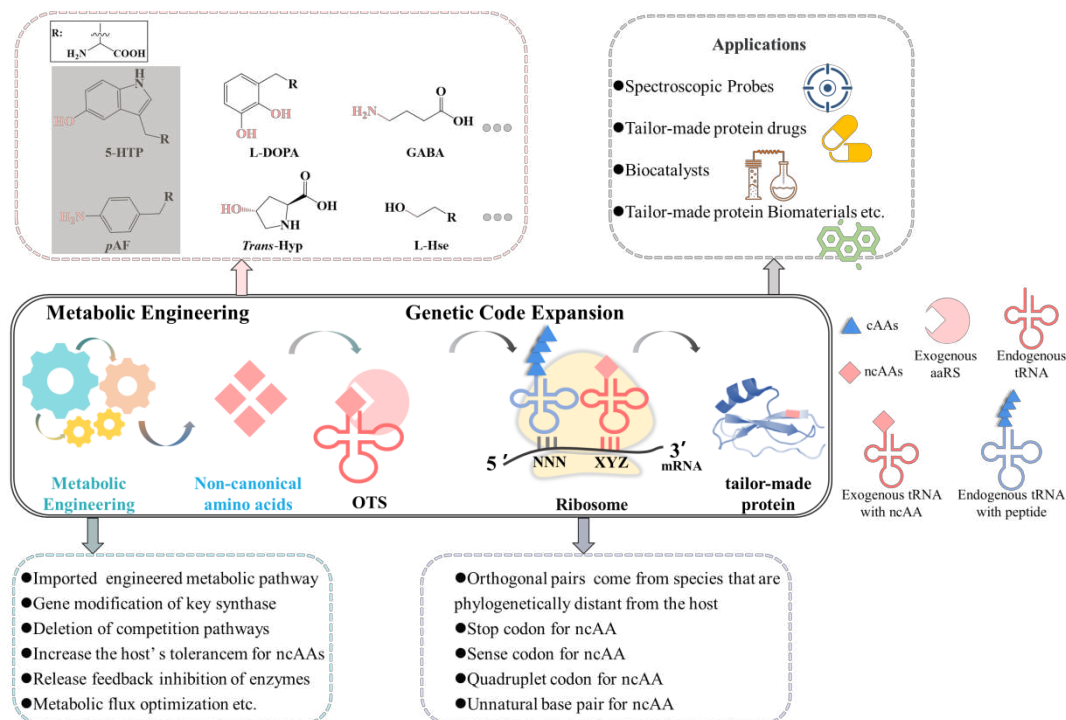 R:
H₂N COOH
NH
HO
R
5-HTP
R
OH
OH
L-DOPA
H₂N
O
OH
GABA
H₂N
R
pAF
HO
O
OH
NH
Trans-Hyp
HO
R
L-Hse
Applications
●Spectroscopic Probes
●Tailor-made protein drugs
●Biocatalysts
●Tailor-made protein Biomaterials etc.
Metabolic Engineering
Genetic Code Expansion
Metabolic
Engineering
Non-canonical
amino acids
OTS
5 ′
NNN
XYZ
3′
mRNA
Ribosome
tailor-made
protein
cAAs
ncAAs
Exogenous
aaRS
Endogenous
tRNA
Exogenous tRNA
with ncAA
Endogenous tRNA
with peptide
●Imported engineered metabolic pathway
●Gene modification of key synthase
●Deletion of competition pathways
●Increase the host's tolerancem for ncAAs
●Release feedback inhibition of enzymes
●Metabolic flux optimization etc.
●Orthogonal pairs come from species that are
phylogenetically distant from the host
●Stop codon for ncAA
●Sense codon for ncAA
●Quadruplet codon for ncAA
●Unnatural base pair for ncAA